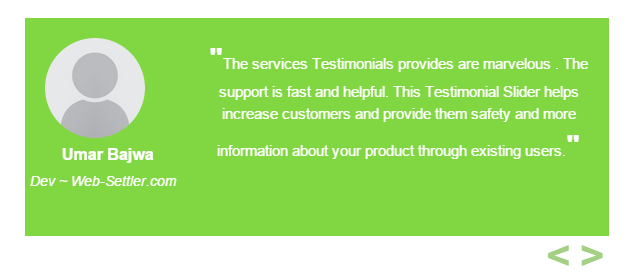 "The services Testimonials provides are marvelous . The
support is fast and helpful. This Testimonial Slider helps
increase customers and provide them safety and more
information about your product through existing users."
Umar Bajwa
Dev ~ Web-Settler.com
< >